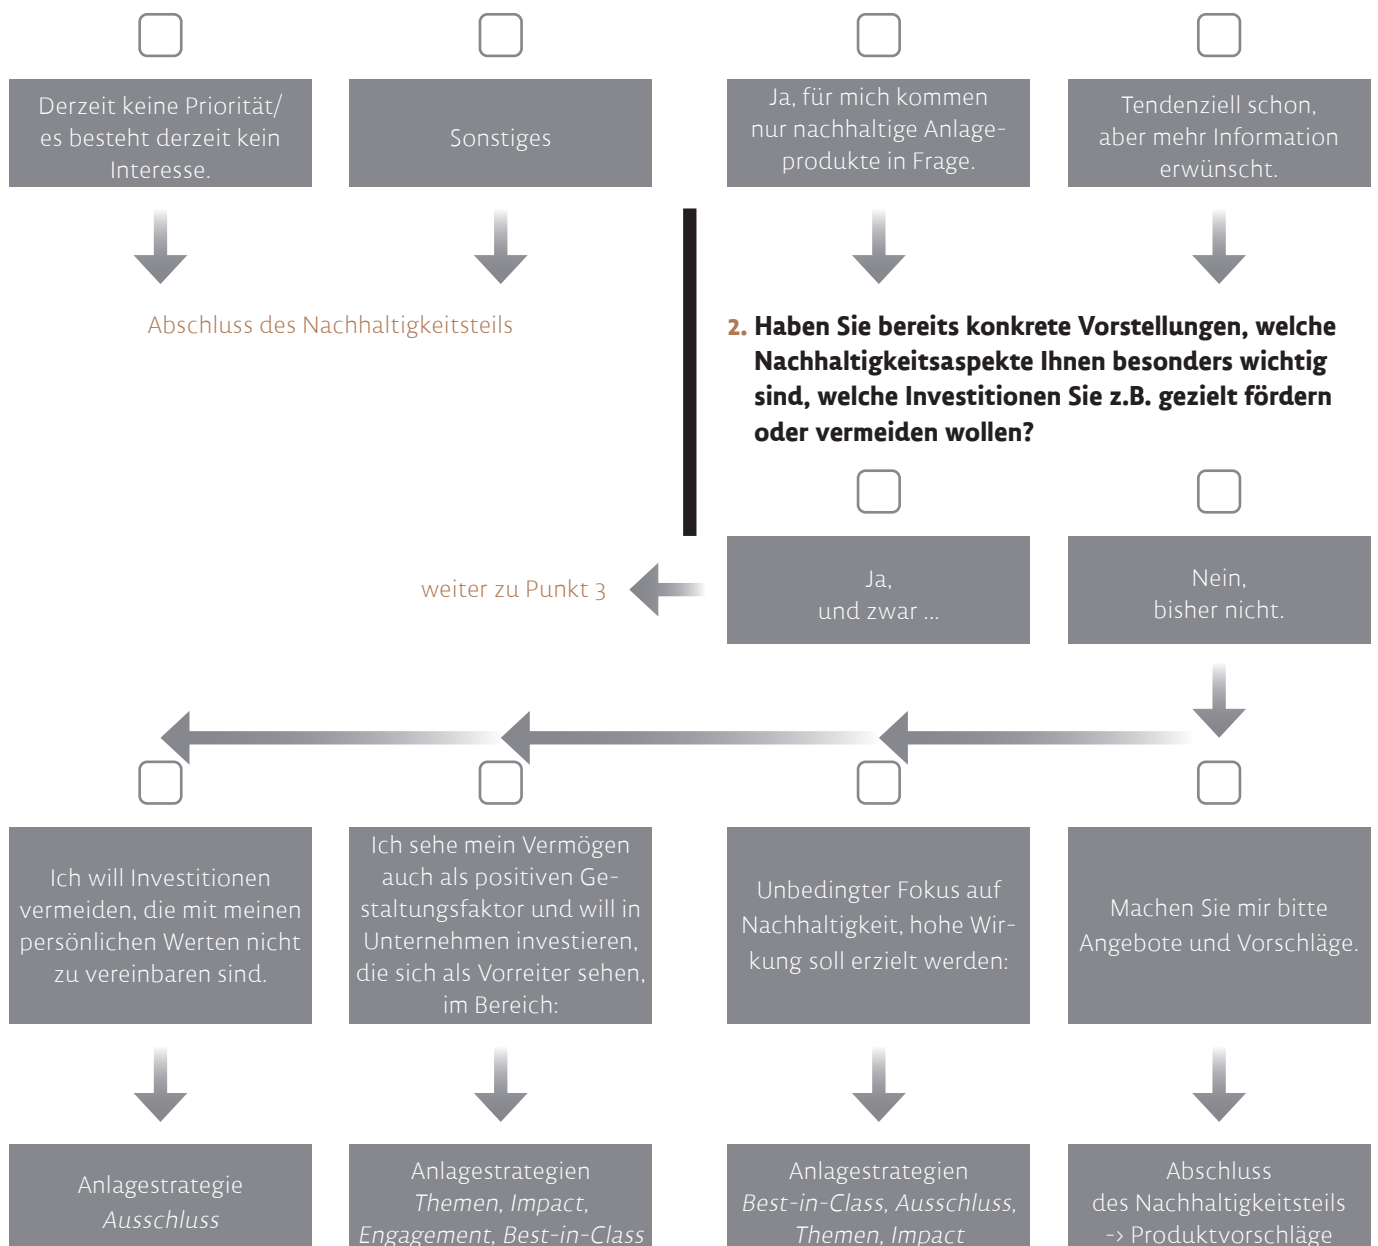 Derzeit keine Priorität/
es besteht derzeit kein
Interesse.
Sonstiges
Ja, für mich kommen
nur nachhaltige Anlage-
produkte in Frage.
Tendenziell schon,
aber mehr Information
erwünscht.
Abschluss des Nachhaltigkeitsteils
2. Haben Sie bereits konkrete Vorstellungen, welche
Nachhaltigkeitsaspekte Ihnen besonders wichtig
sind, welche Investitionen Sie z.B. gezielt fördern
oder vermeiden wollen?
weiter zu Punkt 3
Ja,
und zwar ...
Nein,
bisher nicht.
Ich will Investitionen
vermeiden, die mit meinen
persönlichen Werten nicht
zu vereinbaren sind.
Ich sehe mein Vermögen
auch als positiven Ge-
staltungsfaktor und will in
Unternehmen investieren,
die sich als Vorreiter sehen,
im Bereich:
Unbedingter Fokus auf
Nachhaltigkeit, hohe Wir-
kung soll erzielt werden:
Machen Sie mir bitte
Angebote und Vorschläge.
Anlagestrategie
Ausschluss
Anlagestrategien
Themen, Impact,
Engagement, Best-in-Class
Anlagestrategien
Best-in-Class, Ausschluss,
Themen, Impact
Abschluss
des Nachhaltigkeitsteils
-> Produktvorschläge